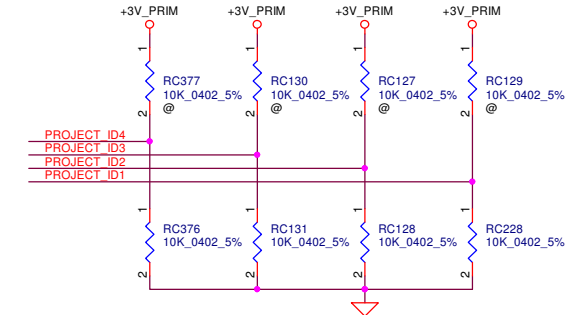 +3V_PRIM +3V_PRIM +3V_PRIM +3V_PRIM
1 1 1 1
RC377 RC130 RC127 RC129
10K_0402_5% 10K_0402_5% 10K_0402_5% 10K_0402_5%
@ @ @ @
2 2 2 2
PROJECT_ID4
PROJECT_ID3
PROJECT_ID2
PROJECT_ID1
1 1 1 1
RC376 RC131 RC128 RC228
10K_0402_5% 10K_0402_5% 10K_0402_5% 10K_0402_5%
2 2 2 2